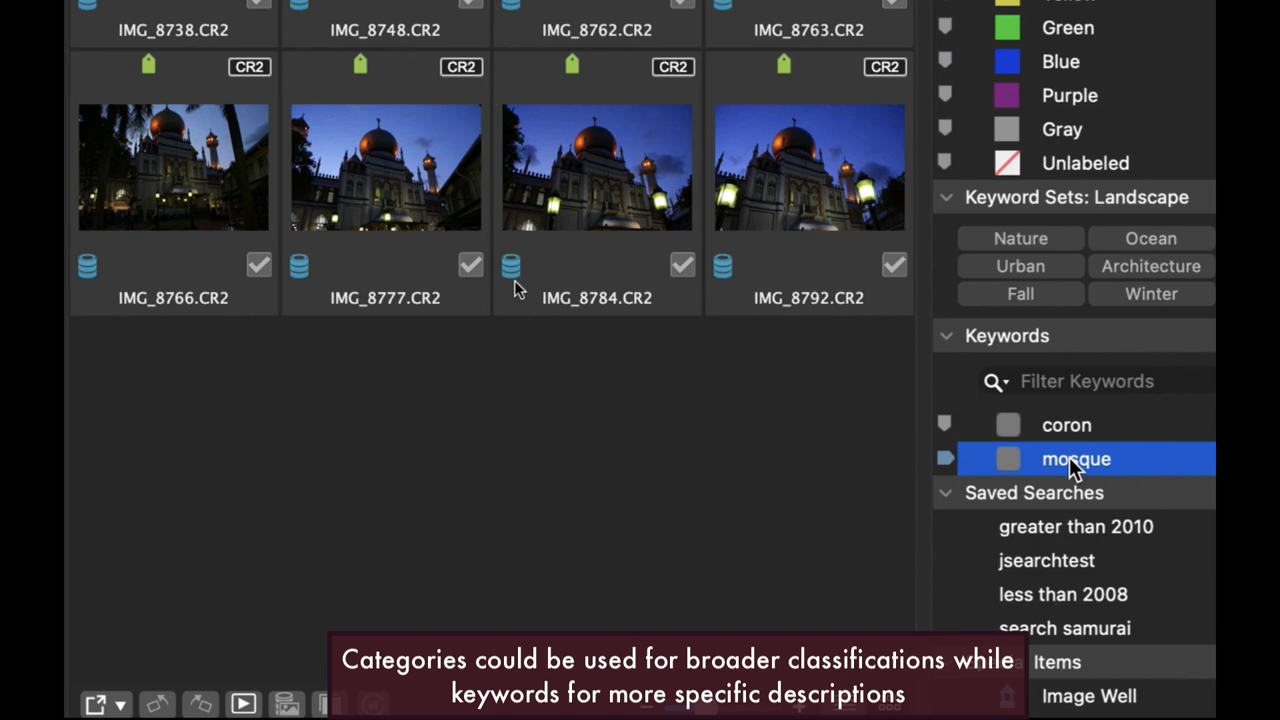 IMG_8738.CR2
IMG_8748.CR2
IMG_8762.CR2
IMG_8763.CR2
CR2
CR2
CR2
CR2
IMG_8766.CR2
IMG_8777.CR2
IMG_8784.CR2
IMG_8792.CR2
Green
Blue
Purple
Gray
Unlabeled
Keyword Sets: Landscape
Nature
Ocean
Urban
Architecture
Fall
Winter
Keywords
Filter Keywords
coron
mosque
Saved Searches
greater than 2010
jsearchtest
less than 2008
search samurai
Items
Image Well
Categories could be used for broader classifications while
keywords for more specific descriptions